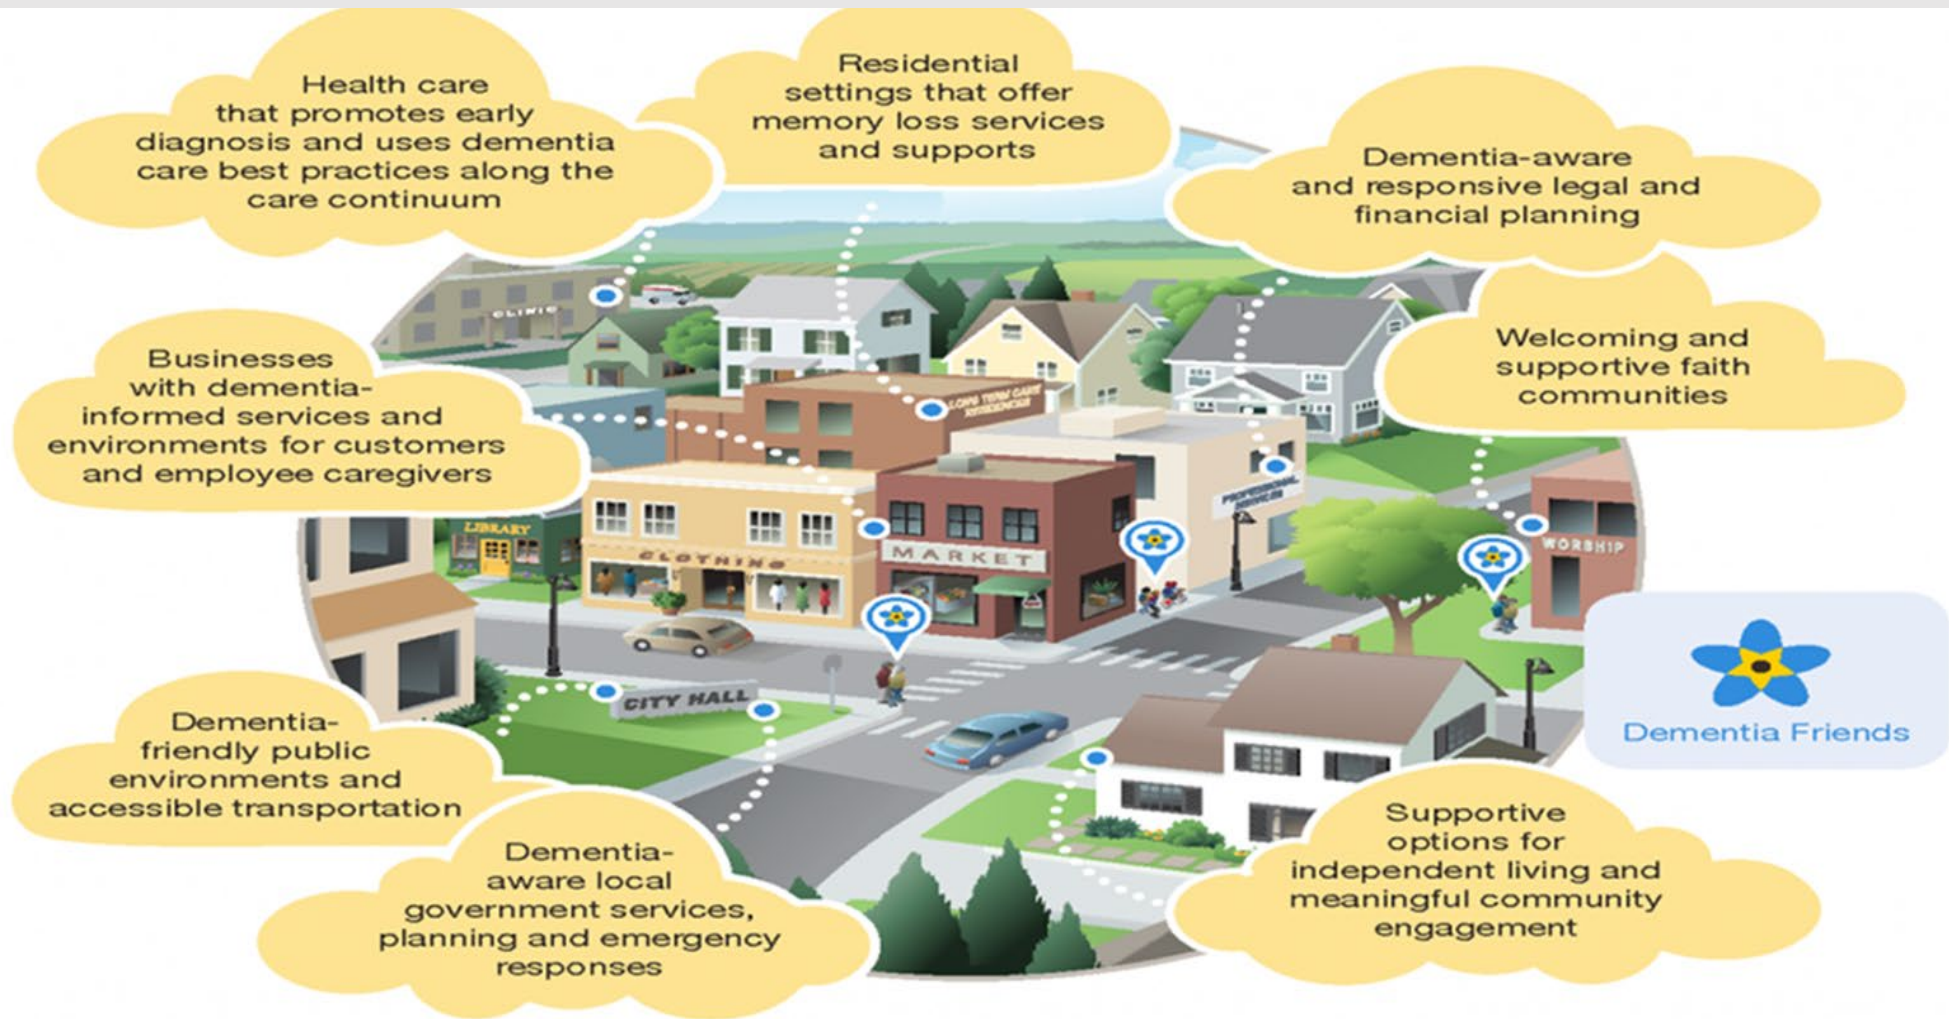 Health care
that promotes early
diagnosis and uses dementia
care best practices along the
care continuum
Residential
settings that offer
memory loss services
and supports
Dementia-aware
and responsive legal and
financial planning
Welcoming and
supportive faith
communities
Businesses
with dementia-
informed services and
environments for customers
and employee caregivers
CLINIC
LONG TERM CARE
RESIDENCES
PROFESSIONAL
SERVICES
LIBRARY
CLOTHING
MARKET
WORSHIP
CITY HALL
Dementia Friends
Dementia-
friendly public
environments and
accessible transportation
Dementia-
aware local
government services,
planning and emergency
responses
Supportive
options for
independent living and
meaningful community
engagement